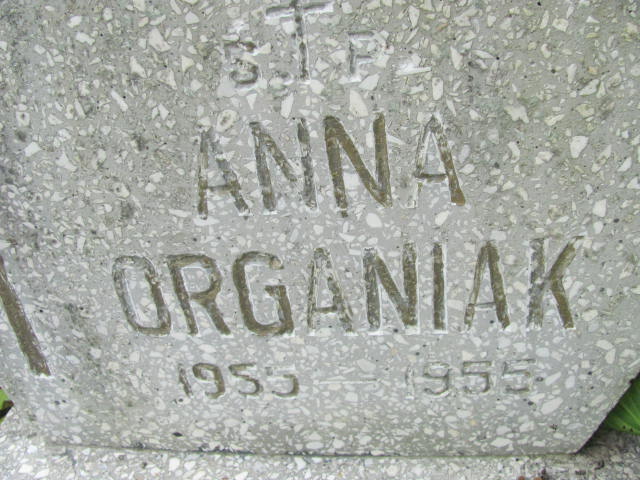 Ś. T P.
ANNA
ORGANIAK
1955 — 1955